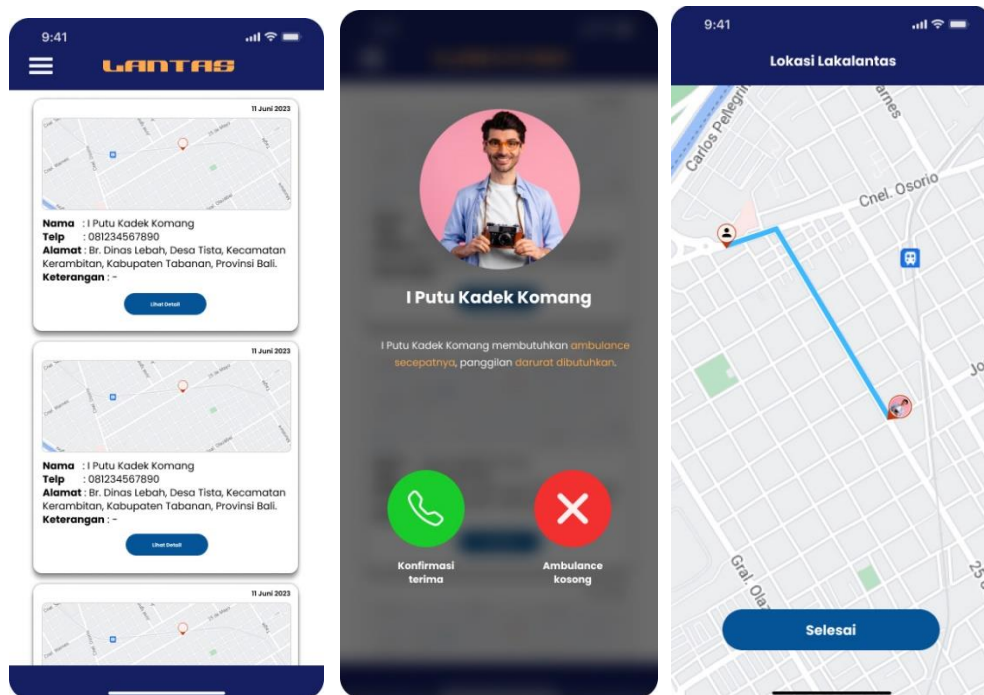 9:41
LANTAS
11 Juni 2023
Nama : I Putu Kadek Komang
Telp : 081234567890
Alamat : Br. Dinas Lebah, Desa Tista, Kecamatan
Kerambitan, Kabupaten Tabanan, Provinsi Bali.
Keterangan : -
Lihat Detail
11 Juni 2023
Nama : I Putu Kadek Komang
Telp : 081234567890
Alamat : Br. Dinas Lebah, Desa Tista, Kecamatan
Kerambitan, Kabupaten Tabanan, Provinsi Bali.
Keterangan : -
Lihat Detail
11 Juni 2023
I Putu Kadek Komang
I Putu Kadek Komang membutuhkan ambulance
secepatnya, panggilan darurat dibutuhkan.
Konfirmasi
terima
Ambulance
kosong
9:41
Lokasi Lakalantas
Carlos Pellegri
arnes
Cnel. Osorio
Jo
Gral. Olaz
25 d
Selesai